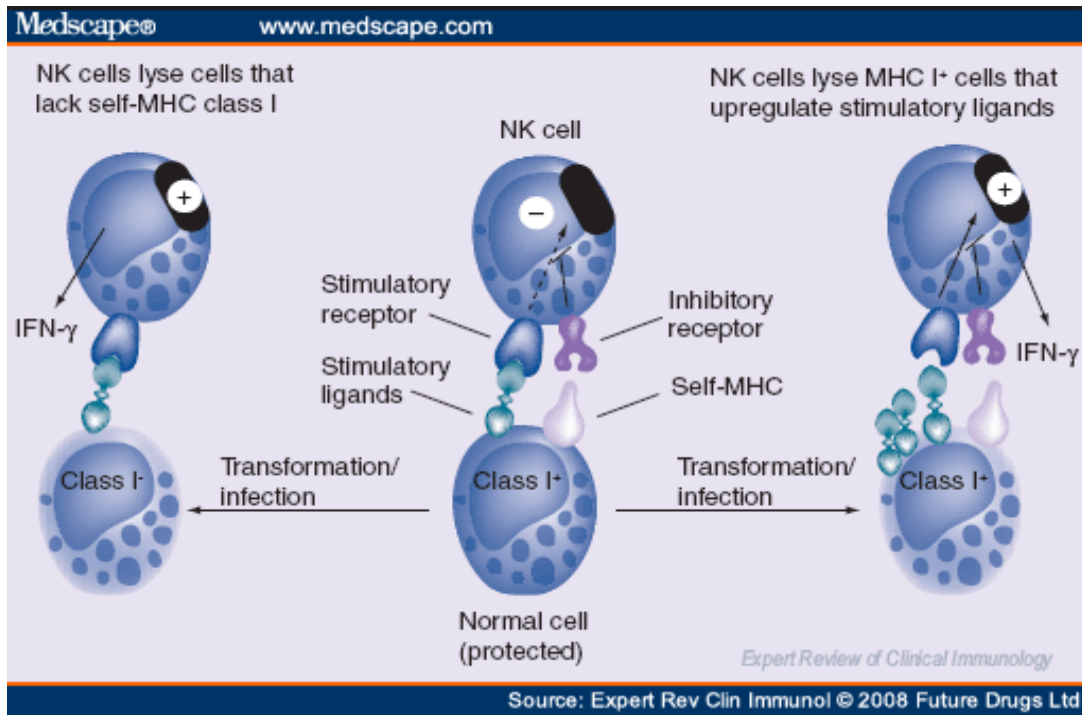 Medscape® www.medscape.com
NK cells lyse cells that
lack self-MHC class I
NK cell
NK cells lyse MHC I⁺ cells that
upregulate stimulatory ligands
+
−
+
Stimulatory
receptor
Inhibitory
receptor
IFN-γ
IFN-γ
Stimulatory
ligands
Self-MHC
Class I⁻
Transformation/
infection
Class I⁺
Transformation/
infection
Class I⁺
Normal cell
(protected)
Expert Review of Clinical Immunology
Source: Expert Rev Clin Immunol © 2008 Future Drugs Ltd